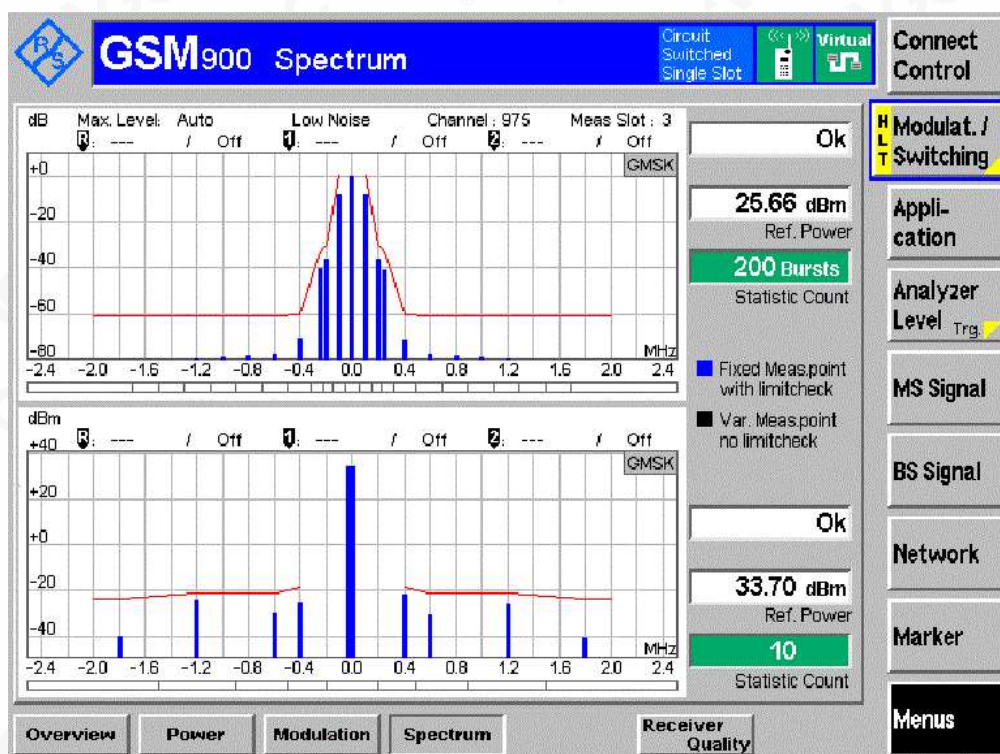 R&S
GSM900 Spectrum
Circuit Switched Single Slot
Virtual
Connect Control
dB Max. Level: Auto Low Noise Channel : 975 Meas Slot : 3
R: --- / Off 1: --- / Off 2: --- / Off
GMSK
+0
-20
-40
-60
-80
MHz
-2.4 -2.0 -1.6 -1.2 -0.8 -0.4 0.0 0.4 0.8 1.2 1.6 2.0 2.4
Ok
25.66 dBm
Ref. Power
200 Bursts
Statistic Count
Fixed Meas.point
with limitcheck
Var. Meas.point
no limitcheck
dBm
R: --- / Off 1: --- / Off 2: --- / Off
GMSK
+40
+20
+0
-20
-40
MHz
-2.4 -2.0 -1.6 -1.2 -0.8 -0.4 0.0 0.4 0.8 1.2 1.6 2.0 2.4
Ok
33.70 dBm
Ref. Power
10
Statistic Count
HLT
Modulat. /
Switching
Appli-
cation
Analyzer
Level Trg.
MS Signal
BS Signal
Network
Marker
Menus
Overview Power Modulation Spectrum Receiver Quality